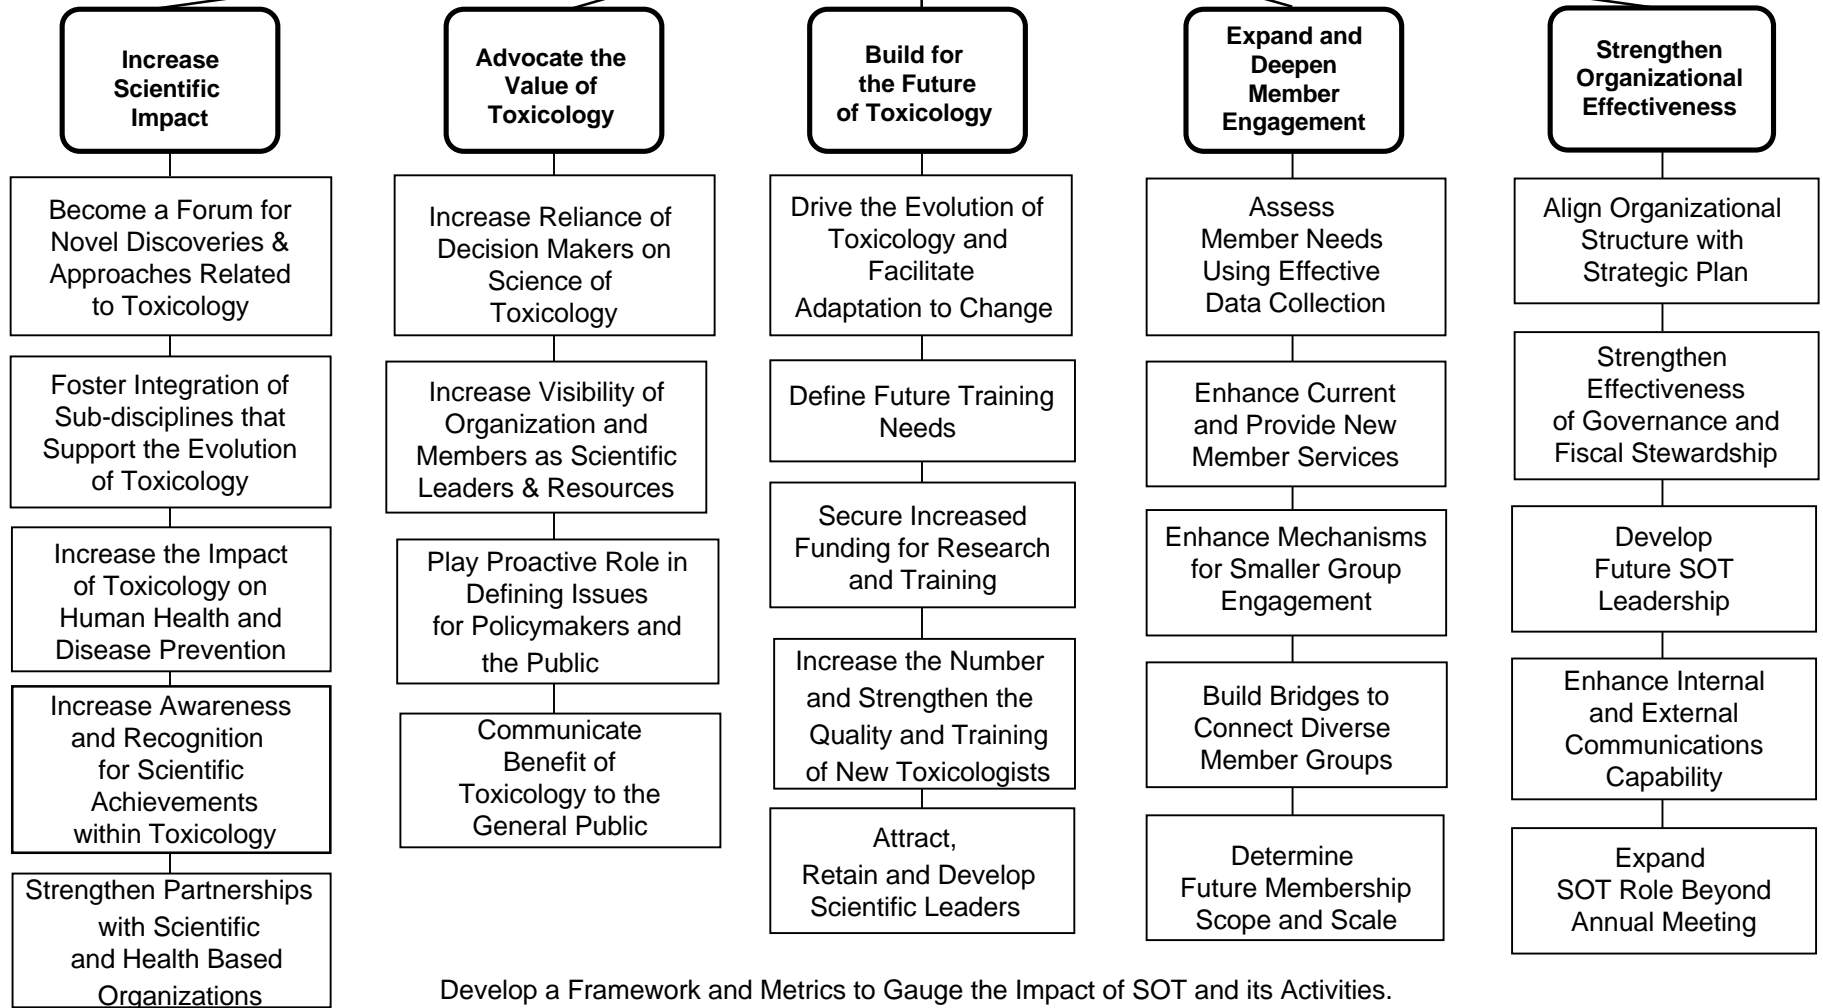 Increase
Scientific
Impact
Become a Forum for
Novel Discoveries &
Approaches Related
to Toxicology
Foster Integration of
Sub-disciplines that
Support the Evolution
of Toxicology
Increase the Impact
of Toxicology on
Human Health and
Disease Prevention
Increase Awareness
and Recognition
for Scientific
Achievements
within Toxicology
Strengthen Partnerships
with Scientific
and Health Based
Organizations
Advocate the
Value of
Toxicology
Increase Reliance of
Decision Makers on
Science of
Toxicology
Increase Visibility of
Organization and
Members as Scientific
Leaders & Resources
Play Proactive Role in
Defining Issues
for Policymakers and
the Public
Communicate
Benefit of
Toxicology to the
General Public
Build for
the Future
of Toxicology
Drive the Evolution of
Toxicology and
Facilitate
Adaptation to Change
Define Future Training
Needs
Secure Increased
Funding for Research
and Training
Increase the Number
and Strengthen the
Quality and Training
of New Toxicologists
Attract,
Retain and Develop
Scientific Leaders
Expand and
Deepen
Member
Engagement
Assess
Member Needs
Using Effective
Data Collection
Enhance Current
and Provide New
Member Services
Enhance Mechanisms
for Smaller Group
Engagement
Build Bridges to
Connect Diverse
Member Groups
Determine
Future Membership
Scope and Scale
Strengthen
Organizational
Effectiveness
Align Organizational
Structure with
Strategic Plan
Strengthen
Effectiveness
of Governance and
Fiscal Stewardship
Develop
Future SOT
Leadership
Enhance Internal
and External
Communications
Capability
Expand
SOT Role Beyond
Annual Meeting
Develop a Framework and Metrics to Gauge the Impact of SOT and its Activities.